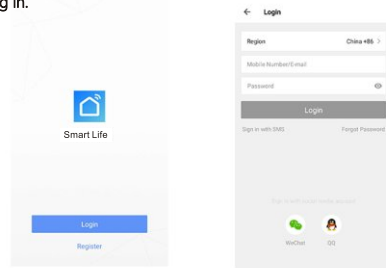 g in.
Smart Life
Login
Register
← Login
Region China +86 >
Mobile Number/E-mail
Password
Login
Sign in with SMS Forgot Password
WeChat QQ